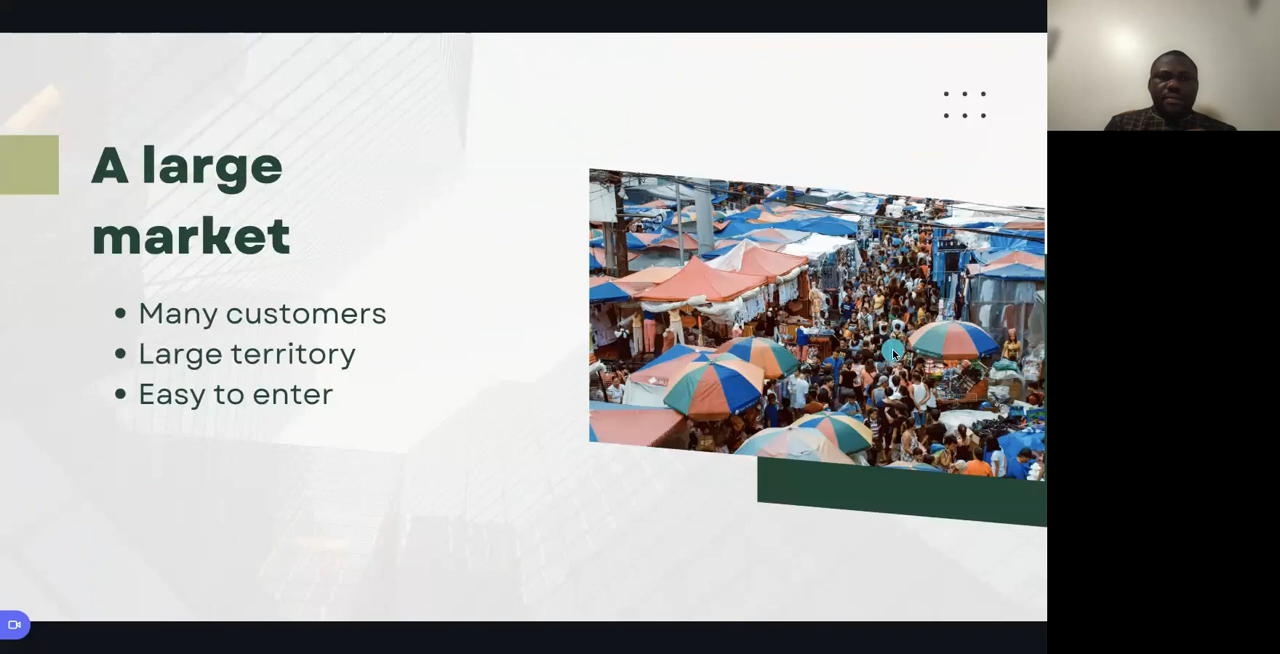 A large
market
Many customers
Large territory
Easy to enter